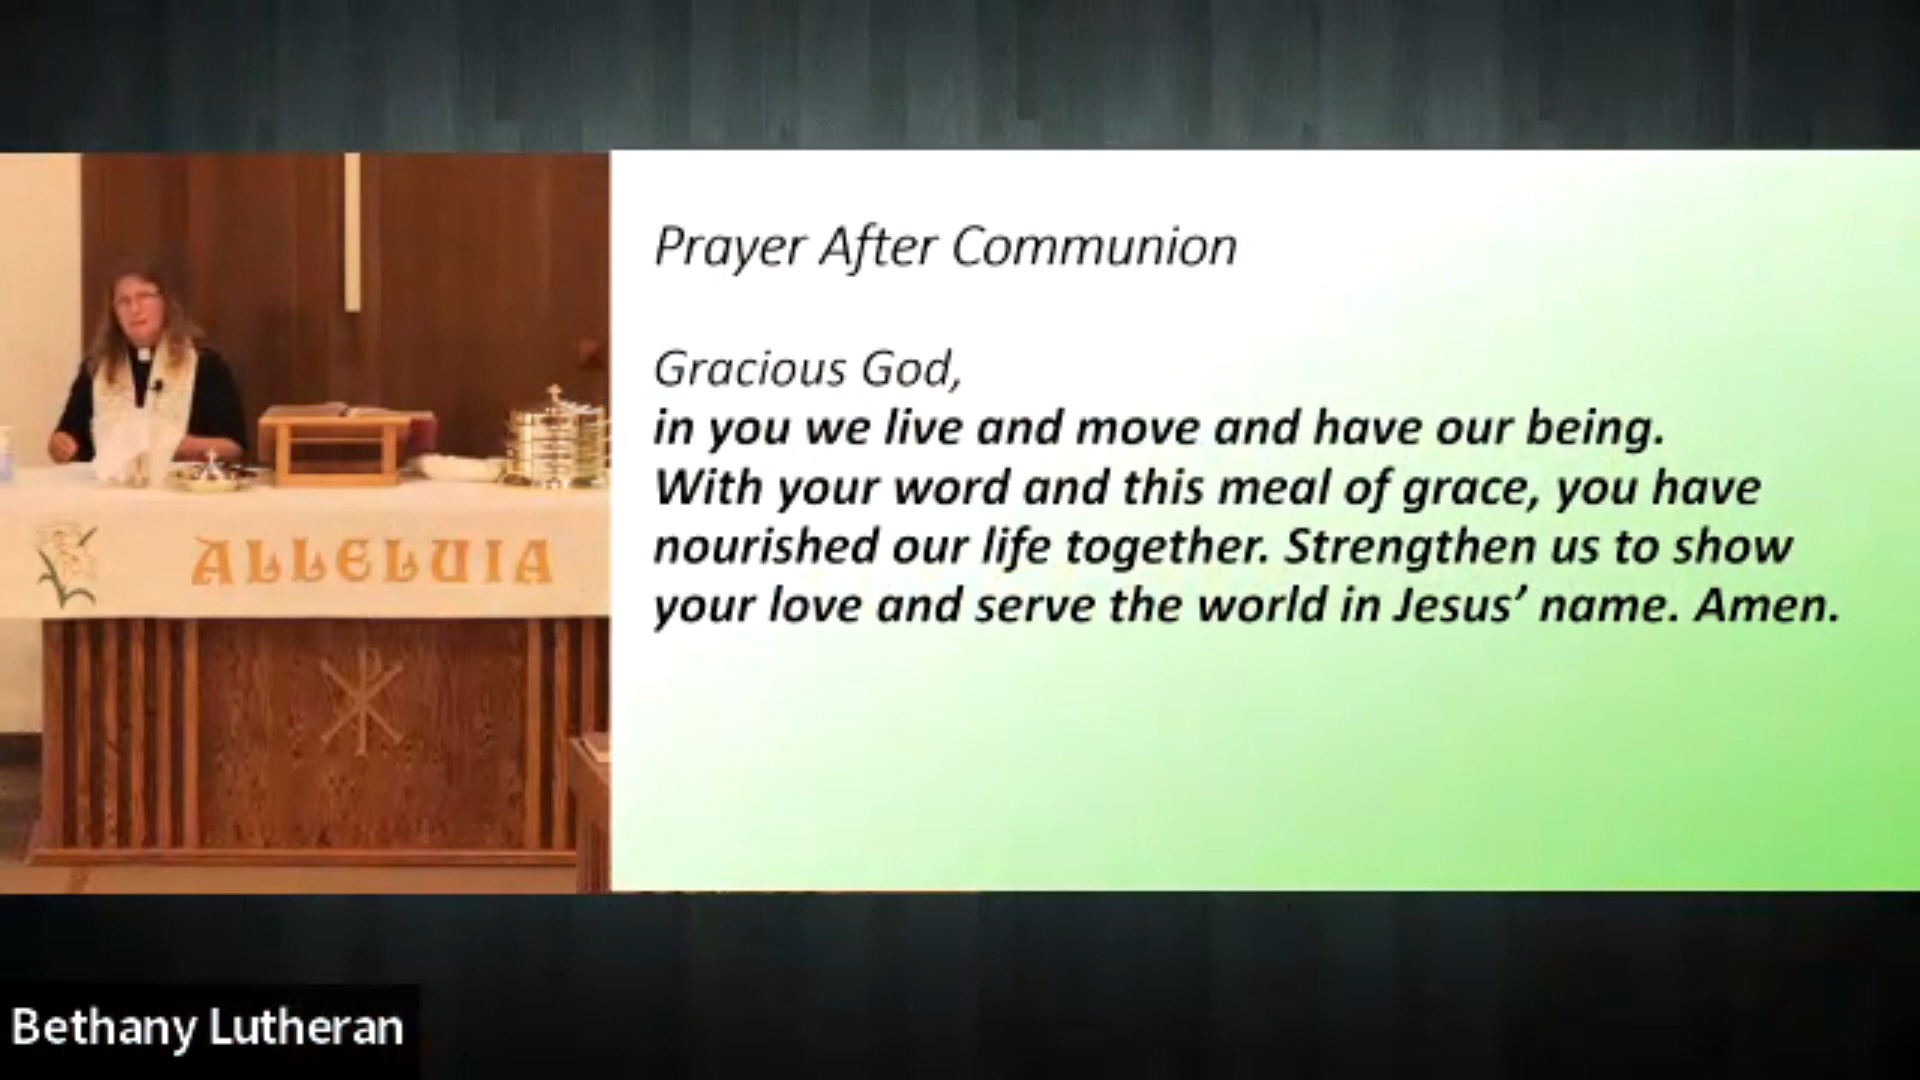 Prayer After Communion
Gracious God,
in you we live and move and have our being.
With your word and this meal of grace, you have
nourished our life together. Strengthen us to show
your love and serve the world in Jesus’ name. Amen.
ALLELUIA
Bethany Lutheran